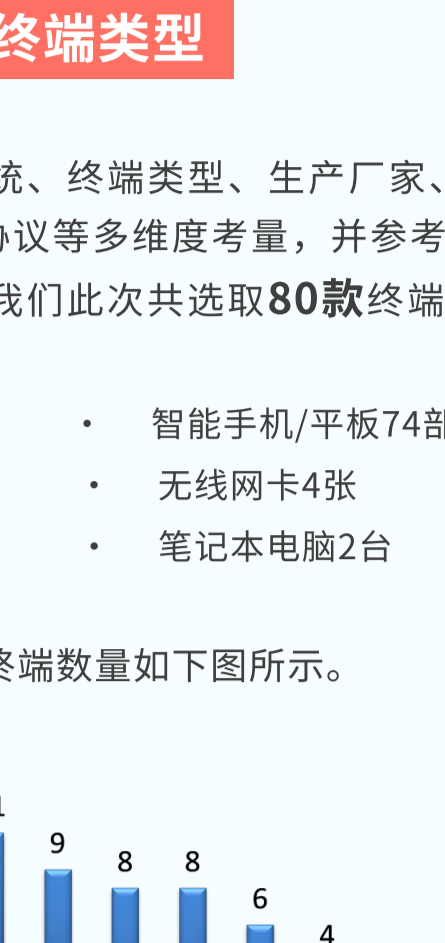 终端类型
统、终端类型、生产厂家、
协议等多维度考量，并参考
我们此次共选取80款终端
• 智能手机/平板74部
• 无线网卡4张
• 笔记本电脑2台
终端数量如下图所示。
9
8 8
6
4